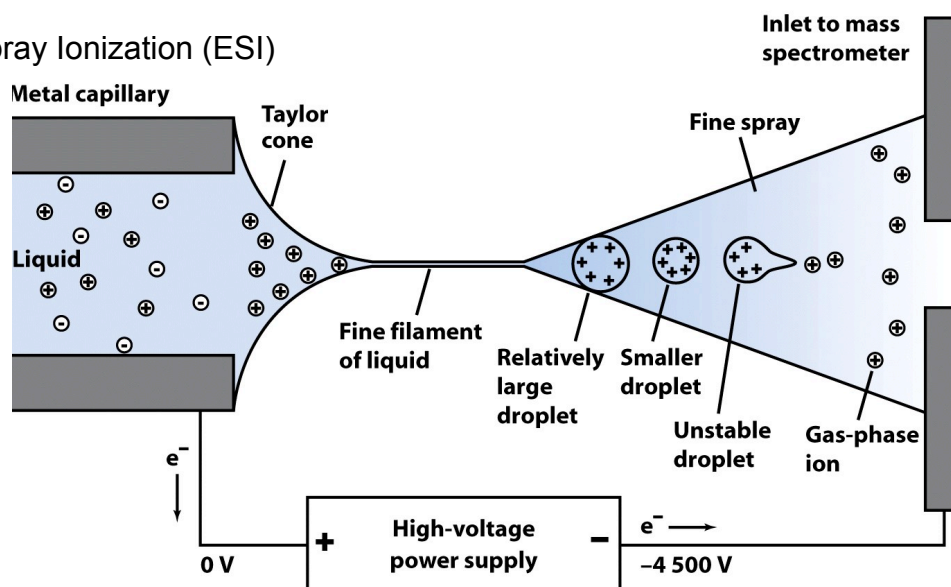 pray Ionization (ESI)
Inlet to mass
spectrometer
Metal capillary
Taylor
cone
Fine spray
Liquid
Fine filament
of liquid
Relatively
large
droplet
Smaller
droplet
Unstable
droplet
Gas-phase
ion
e⁻
e⁻
+
High-voltage
power supply
−
0 V
–4 500 V